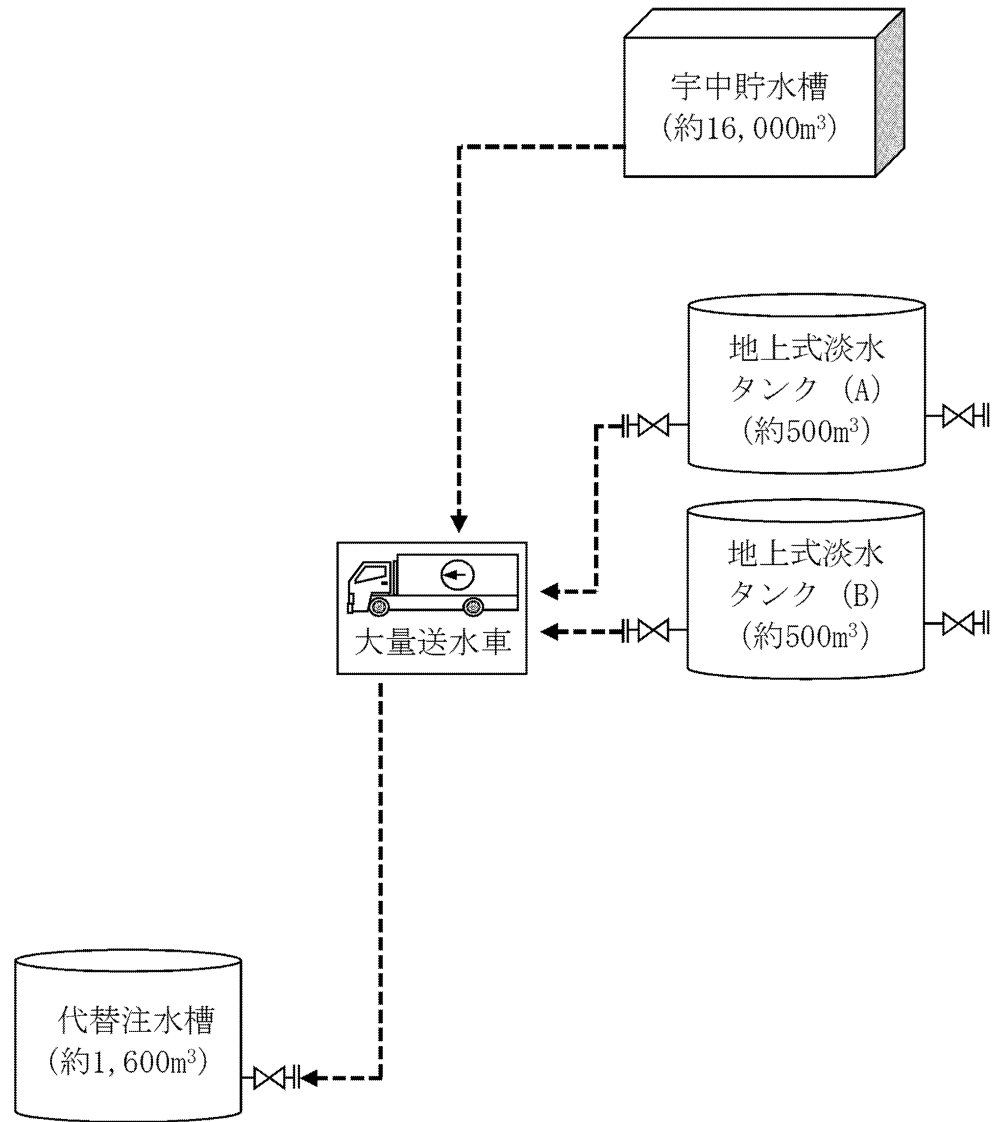 宇中貯水槽
(約16,000m³)
地上式淡水
タンク (A)
(約500m³)
地上式淡水
タンク (B)
(約500m³)
大量送水車
代替注水槽
(約1,600m³)